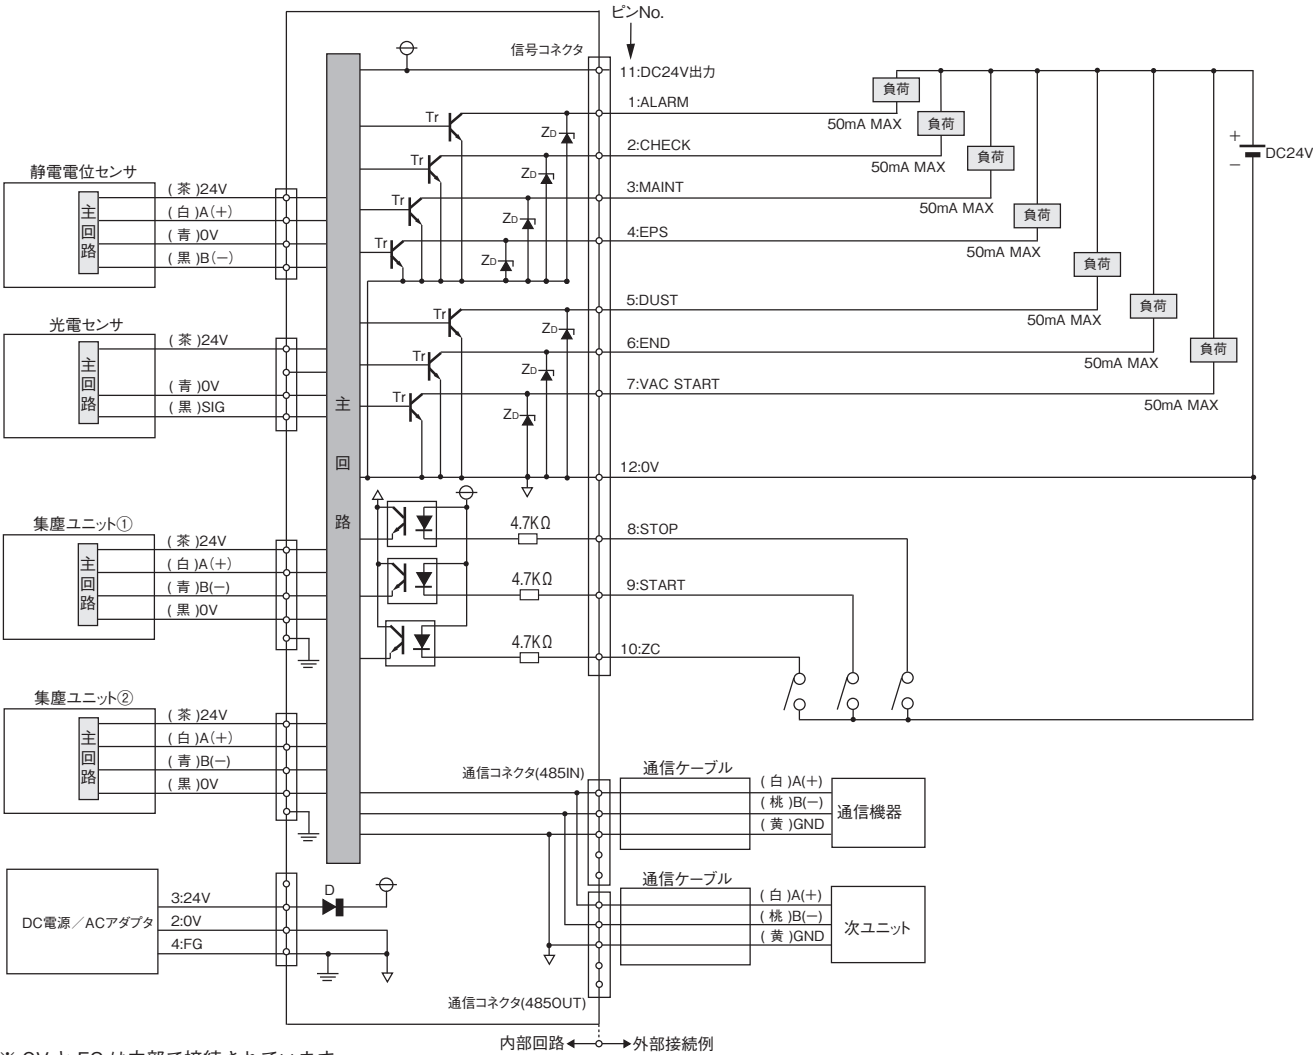 ピンNo.
信号コネクタ
11:DC24V出力
1:ALARM
負荷
Tr
ZD
50mA MAX
負荷
2:CHECK
+
−
DC24V
Tr
ZD
50mA MAX
負荷
静電電位センサ
3:MAINT
(茶)24V
(白)A(+)
(青)0V
(黒)B(−)
主回路
Tr
ZD
50mA MAX
負荷
4:EPS
Tr
ZD
50mA MAX
負荷
5:DUST
光電センサ
(茶)24V
(青)0V
(黒)SIG
主回路
Tr
ZD
50mA MAX
負荷
6:END
Tr
ZD
50mA MAX
負荷
7:VAC START
Tr
ZD
50mA MAX
主回路
12:0V
集塵ユニット①
(茶)24V
(白)A(+)
(青)B(−)
(黒)0V
主回路
4.7KΩ
8:STOP
4.7KΩ
9:START
4.7KΩ
10:ZC
集塵ユニット②
(茶)24V
(白)A(+)
(青)B(−)
(黒)0V
主回路
通信コネクタ(485IN)
通信ケーブル
(白)A(+)
(桃)B(−)
(黄)GND
通信機器
通信ケーブル
(白)A(+)
(桃)B(−)
(黄)GND
次ユニット
DC電源/ACアダプタ
3:24V
2:0V
4:FG
D
通信コネクタ(485OUT)
内部回路
外部接続例